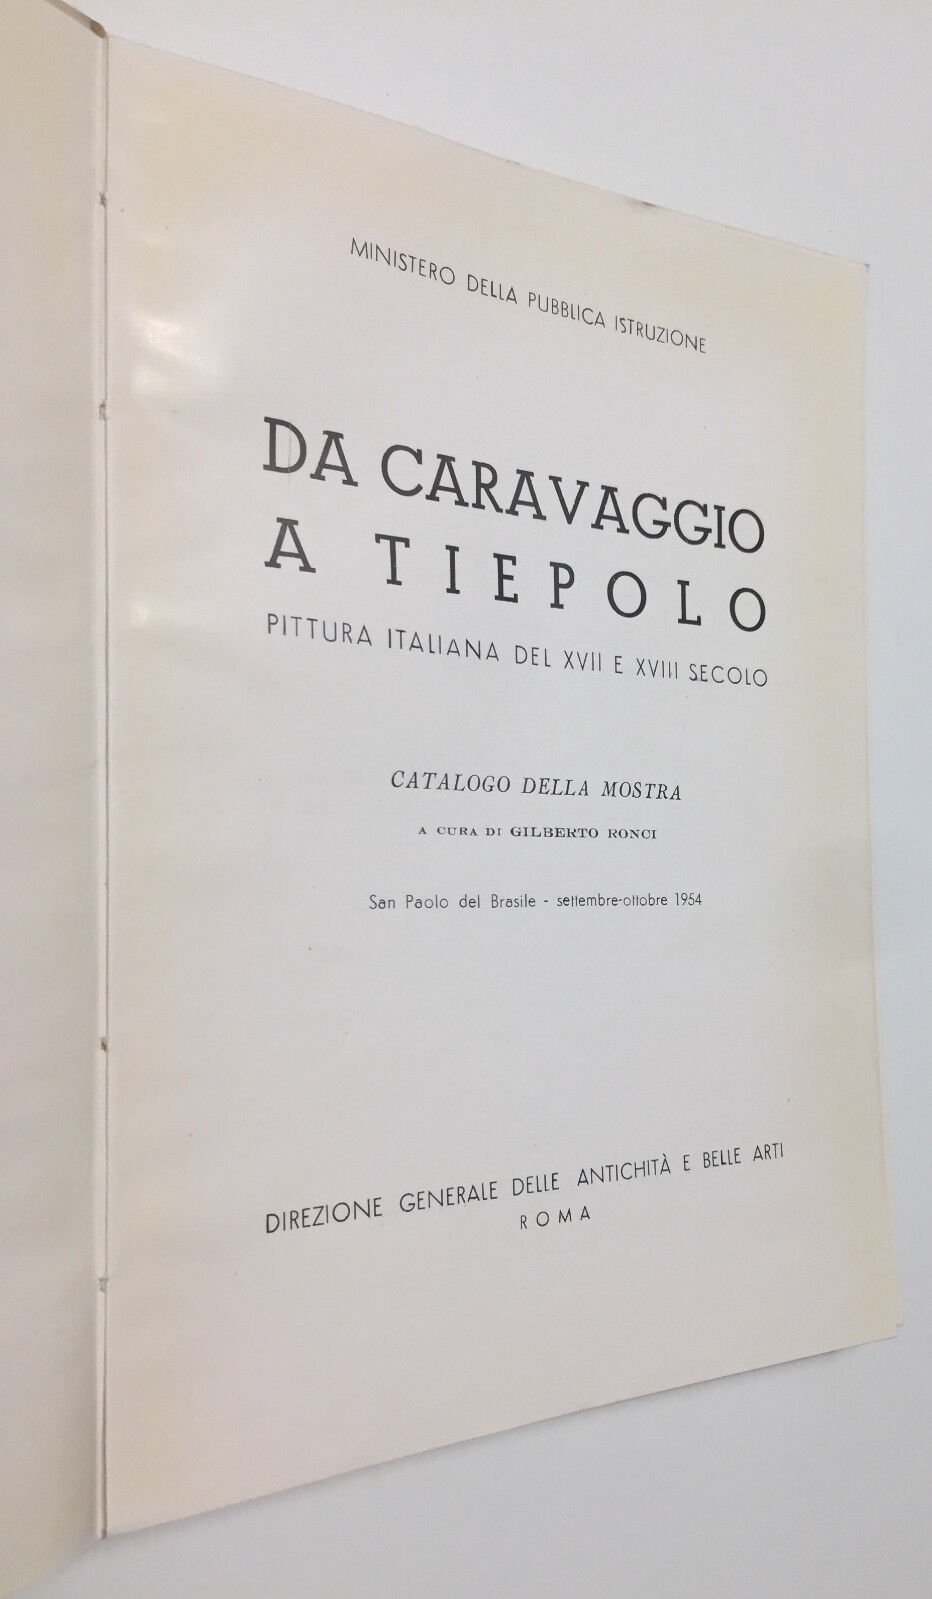 MINISTERO DELLA PUBBLICA ISTRUZIONE
DA CARAVAGGIO
A TIEPOLO
PITTURA ITALIANA DEL XVII E XVIII SECOLO
CATALOGO DELLA MOSTRA
A CURA DI GILBERTO RONCI
San Paolo del Brasile - settembre-ottobre 1954
DIREZIONE GENERALE DELLE ANTICHITÀ E BELLE ARTI
ROMA